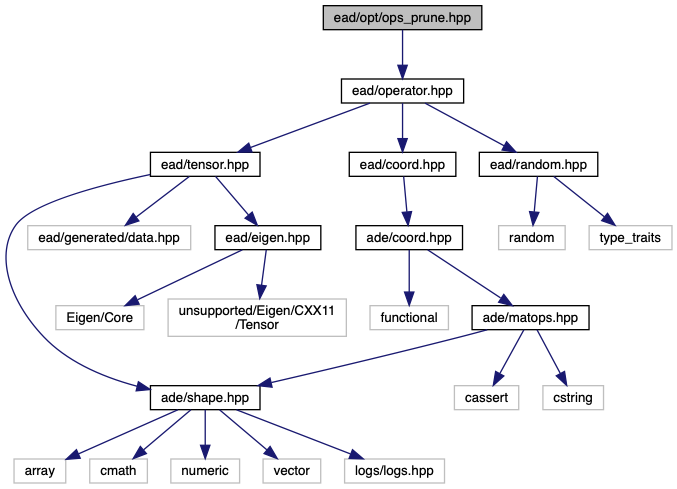 ead/opt/ops_prune.hpp
ead/operator.hpp
ead/tensor.hpp
ead/coord.hpp
ead/random.hpp
ead/generated/data.hpp
ead/eigen.hpp
ade/coord.hpp
random
type_traits
Eigen/Core
unsupported/Eigen/CXX11
/Tensor
functional
ade/matops.hpp
ade/shape.hpp
cassert
cstring
array
cmath
numeric
vector
logs/logs.hpp